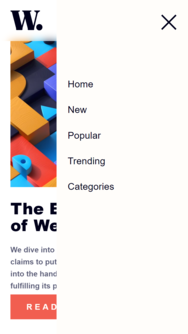 W.
Home
New
Popular
Trending
Categories
The
of We
We dive into
claims to put
into the hand
fulfilling its p
READ